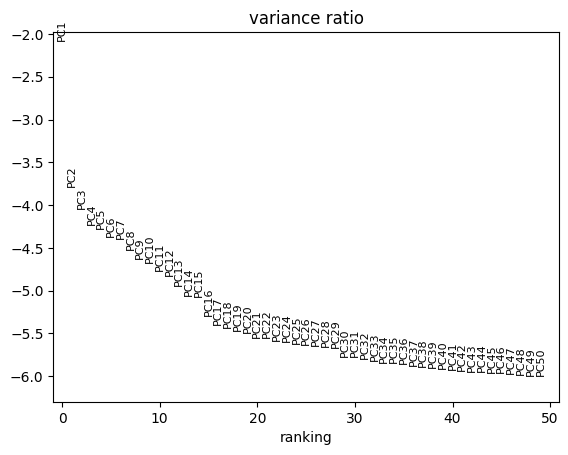 variance ratio
−2.0
−2.5
−3.0
−3.5
−4.0
−4.5
−5.0
−5.5
−6.0
PC1
PC2
PC3
PC4
PC5
PC6
PC7
PC8
PC9
PC10
PC11
PC12
PC13
PC14
PC15
PC16
PC17
PC18
PC19
PC20
PC21
PC22
PC23
PC24
PC25
PC26
PC27
PC28
PC29
PC30
PC31
PC32
PC33
PC34
PC35
PC36
PC37
PC38
PC39
PC40
PC41
PC42
PC43
PC44
PC45
PC46
PC47
PC48
PC49
PC50
0 10 20 30 40 50
ranking